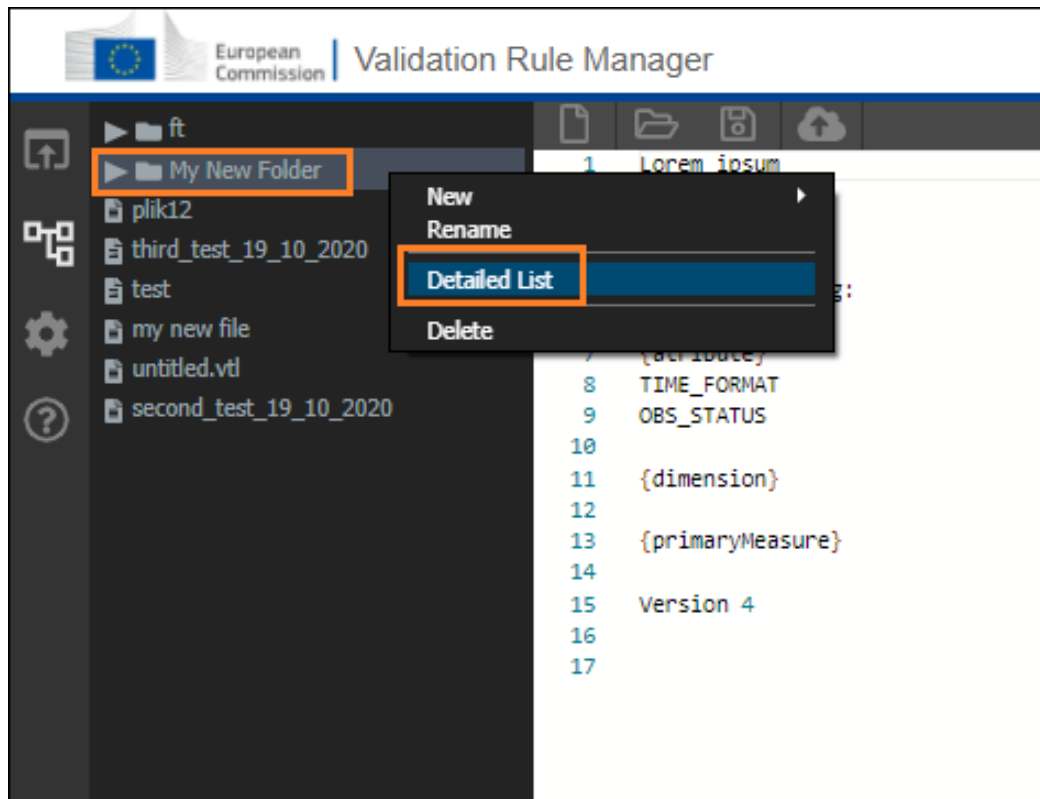 European
Commission
Validation Rule Manager
ft
My New Folder
plik12
third_test_19_10_2020
test
my new file
untitled.vtl
second_test_19_10_2020
New
Rename
Detailed List
Delete
1 Lorem ipsum
g:
7 {atribute}
8 TIME_FORMAT
9 OBS_STATUS
10
11 {dimension}
12
13 {primaryMeasure}
14
15 Version 4
16
17